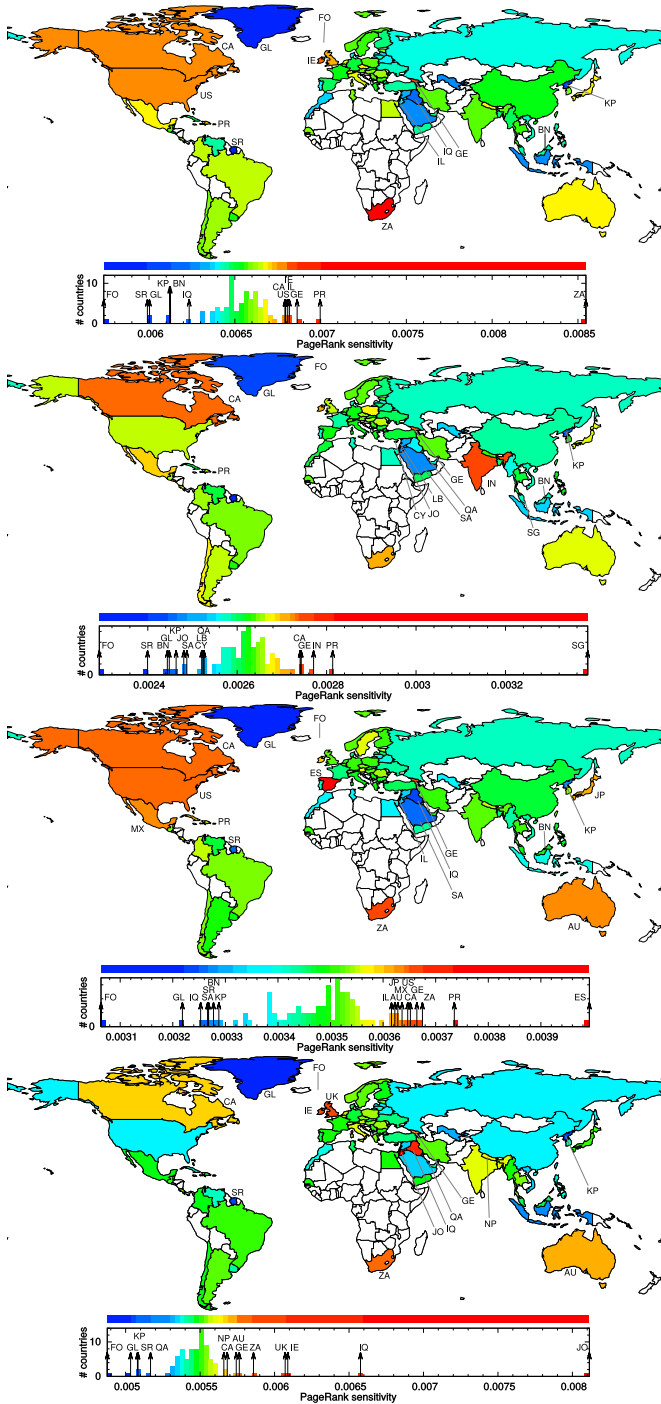 FO
CA
GL
IE
US
PR
SR
KP
BN
IQ
GE
IL
ZA
10
0
# countries
FO
SR GL
KP BN
IQ
IE
CA IL
US GE
PR
ZA
0.006 0.0065 0.007 0.0075 0.008 0.0085
PageRank sensitivity
FO
CA
GL
PR
KP
GE
IN
BN
QA
LB
SA
CY
JO
SG
0
# countries
QA
KP LB CA
GL JO
FO SR BN SA CY GE IN PR SG
0.0024 0.0026 0.0028 0.003 0.0032
PageRank sensitivity
FO
CA
GL
ES
US
JP
MX
PR
SR
KP
BN
GE
IL
IQ
SA
ZA
AU
0
# countries
BN JP US
SR MX
FO GL IQ SA KP IL AU CA GE ZA PR ES
0.0031 0.0032 0.0033 0.0034 0.0035 0.0036 0.0037 0.0038 0.0039
PageRank sensitivity
FO
GL
UK
CA
IE
SR
KP
GE
NP
QA
IQ
JO
ZA
AU
10
0
# countries
KP NP AU
FO GL SR QA CA GE ZA UK IE IQ JO
0.005 0.0055 0.006 0.0065 0.007 0.0075 0.008
PageRank sensitivity